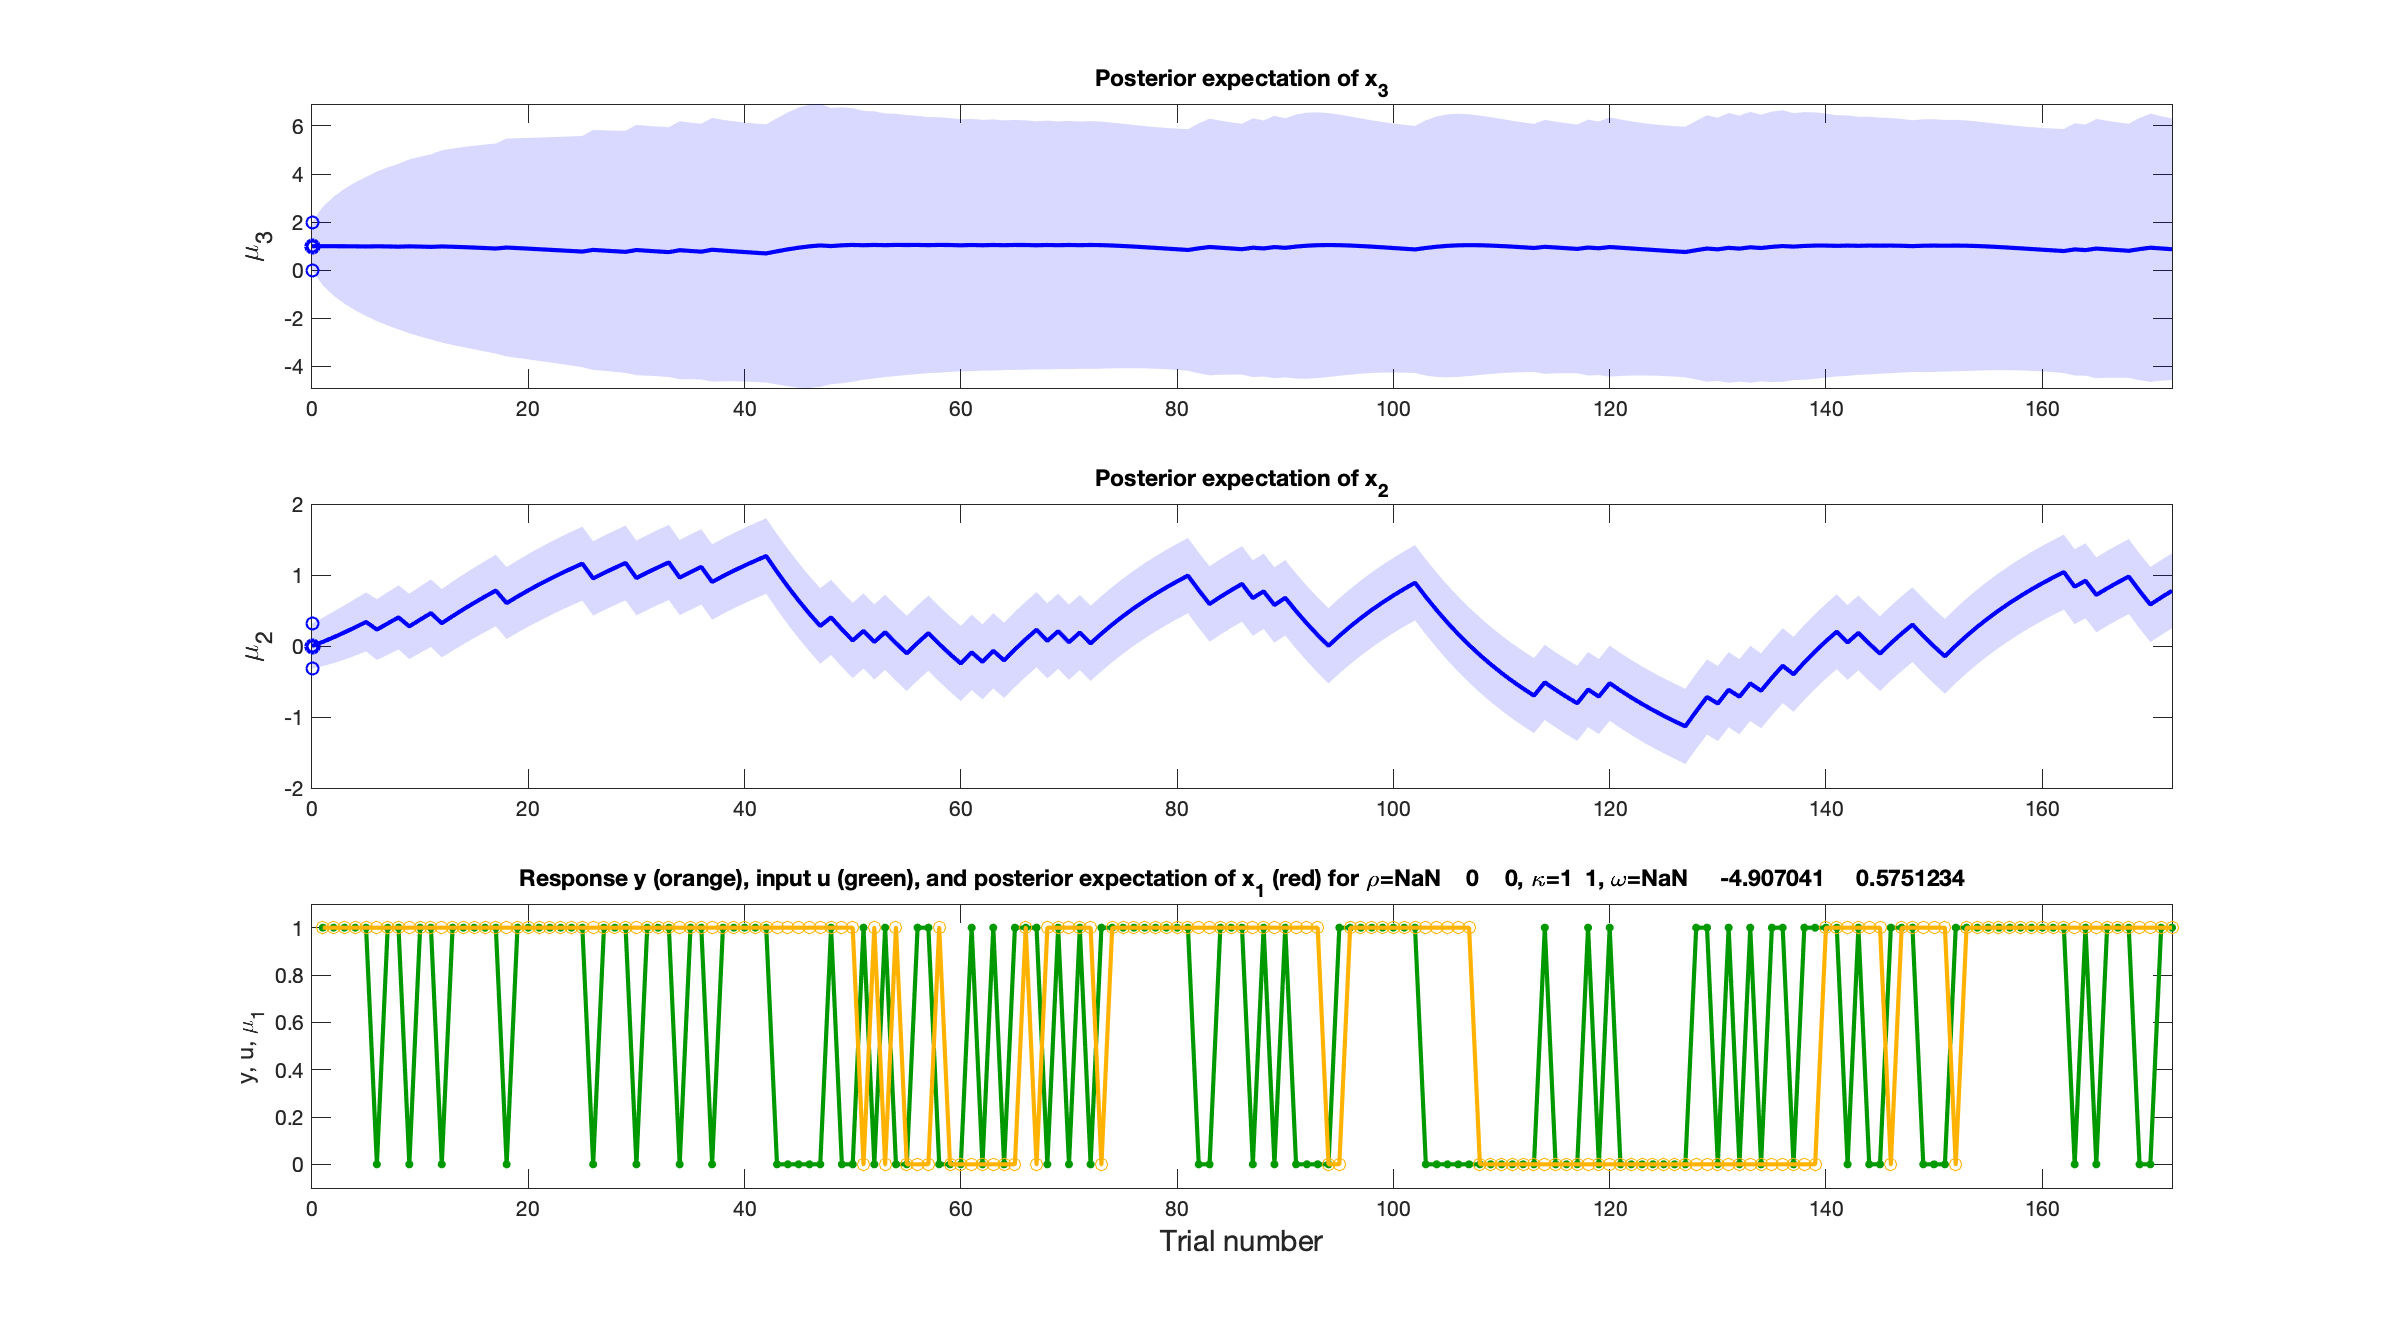 Posterior expectation of x3
6
4
2
0
-2
-4
μ3
0 20 40 60 80 100 120 140 160
Posterior expectation of x2
2
1
0
-1
-2
μ2
0 20 40 60 80 100 120 140 160
Response y (orange), input u (green), and posterior expectation of x1 (red) for ρ=NaN 0 0, κ=1 1, ω=NaN -4.907041 0.5751234
1
0.8
0.6
0.4
0.2
0
y, u, μ1
0 20 40 60 80 100 120 140 160
Trial number